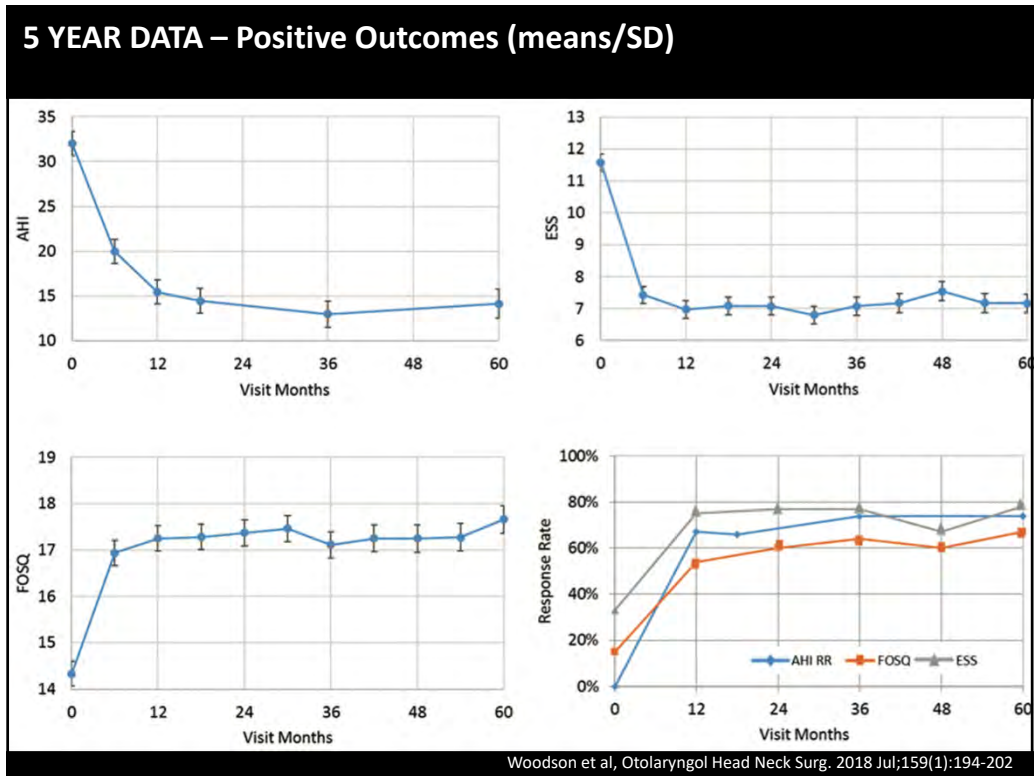 5 YEAR DATA – Positive Outcomes (means/SD)
35
30
25
20
15
10
AHI
0 12 24 36 48 60
Visit Months
13
12
11
10
9
8
7
6
ESS
0 12 24 36 48 60
Visit Months
19
18
17
16
15
14
FOSQ
0 12 24 36 48 60
Visit Months
100%
80%
60%
40%
20%
0%
Response Rate
AHI RR FOSQ ESS
0 12 24 36 48 60
Visit Months
Woodson et al, Otolaryngol Head Neck Surg. 2018 Jul;159(1):194-202